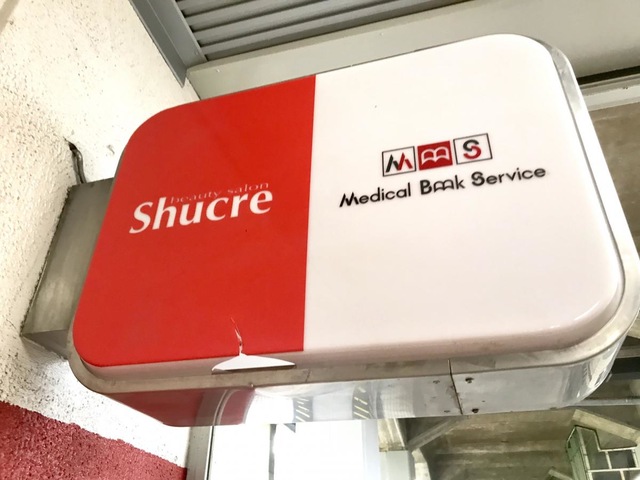 beauty salon
Shucre
MBS
Medical Book Service